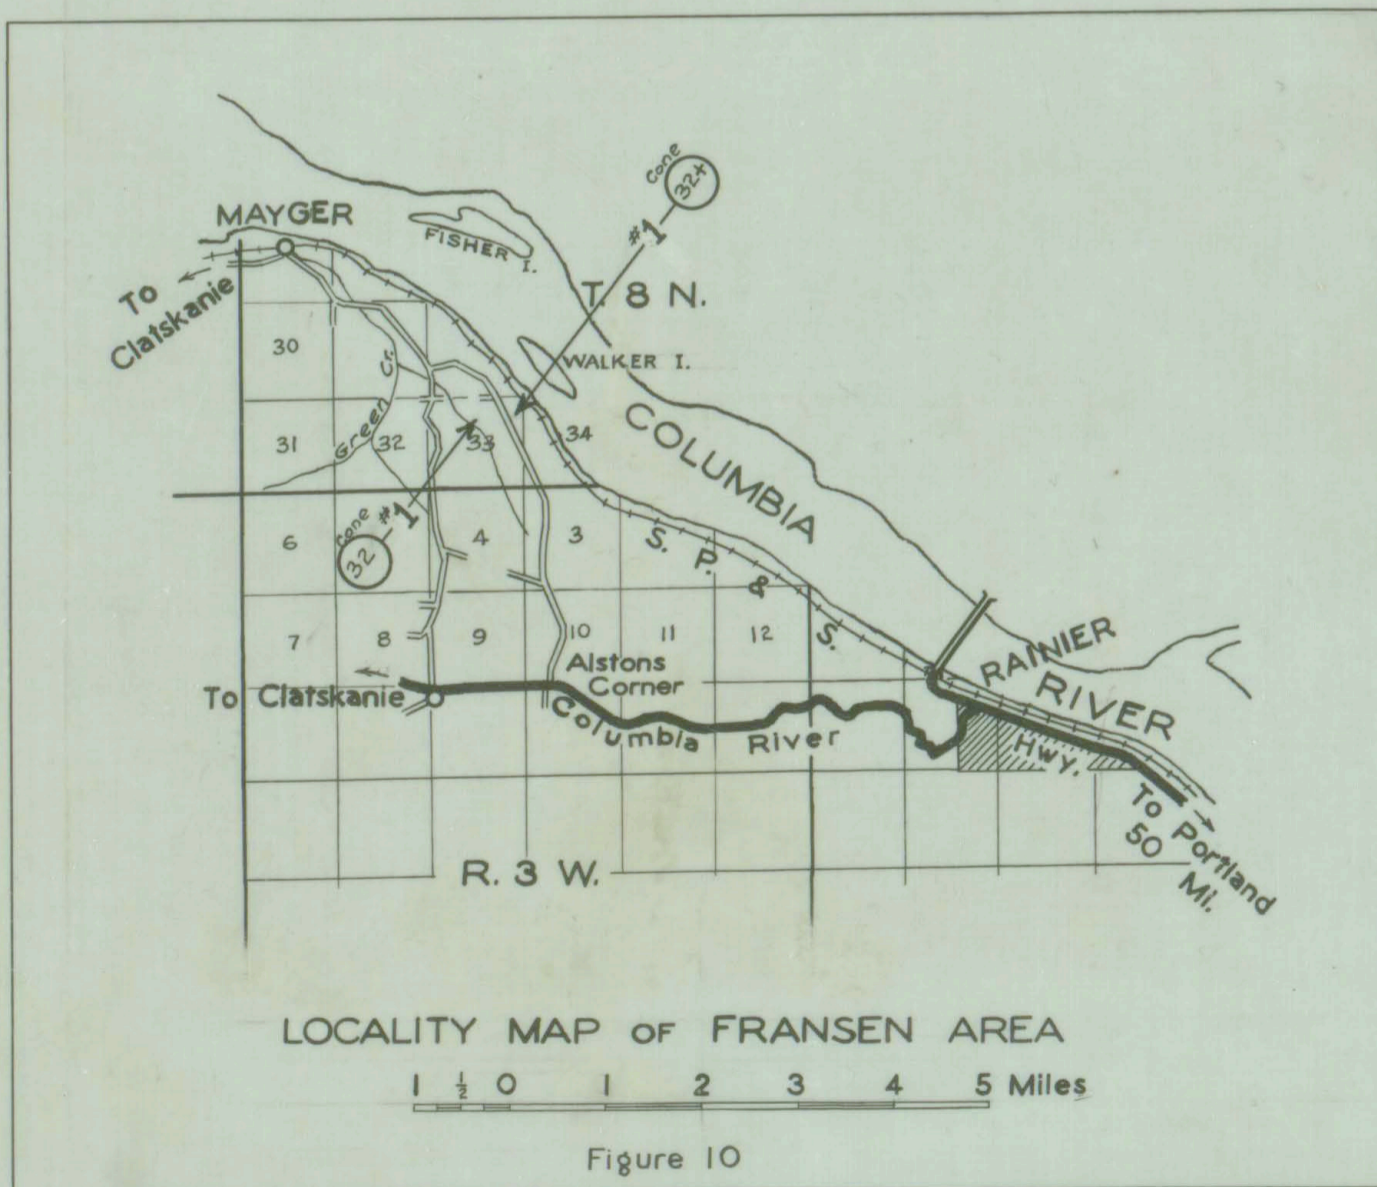 Cone
32+
#1
MAYGER
FISHER I.
T. 8 N.
To
Clatskanie
30
Cr.
WALKER I.
Green
31
32
33
34
COLUMBIA
Cone
#1
32
6
4
3
S. P. & S.
7
8
9
10
11
12
Alstons
Corner
RAINIER
RIVER
To Clatskanie
Columbia River
Hwy.
To Portland
50 Mi.
R. 3 W.
LOCALITY MAP OF FRANSEN AREA
1 ½ 0 1 2 3 4 5 Miles
Figure 10